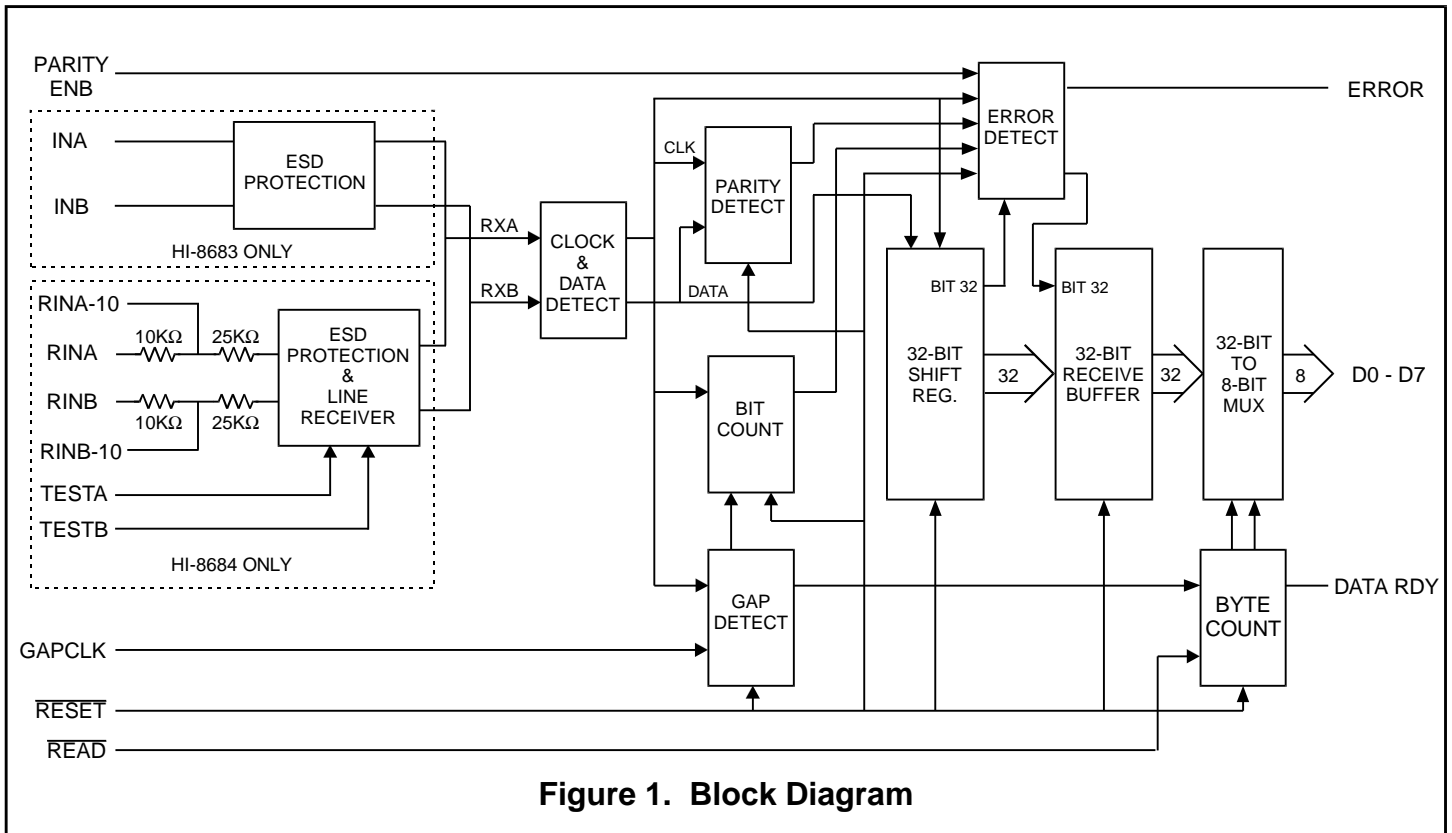 PARITY
ENB
INA
INB
ESD
PROTECTION
HI-8683 ONLY
RINA-10
10KΩ
25KΩ
RINA
RINB
10KΩ
25KΩ
RINB-10
ESD
PROTECTION
&
LINE
RECEIVER
TESTA
TESTB
HI-8684 ONLY
GAPCLK
RESET
READ
RXA
RXB
CLOCK
&
DATA
DETECT
CLK
DATA
PARITY
DETECT
BIT
COUNT
GAP
DETECT
ERROR
DETECT
ERROR
BIT 32
32-BIT
SHIFT
REG.
32
BIT 32
32-BIT
RECEIVE
BUFFER
32
32-BIT
TO
8-BIT
MUX
8
D0 - D7
BYTE
COUNT
DATA RDY
Figure 1. Block Diagram